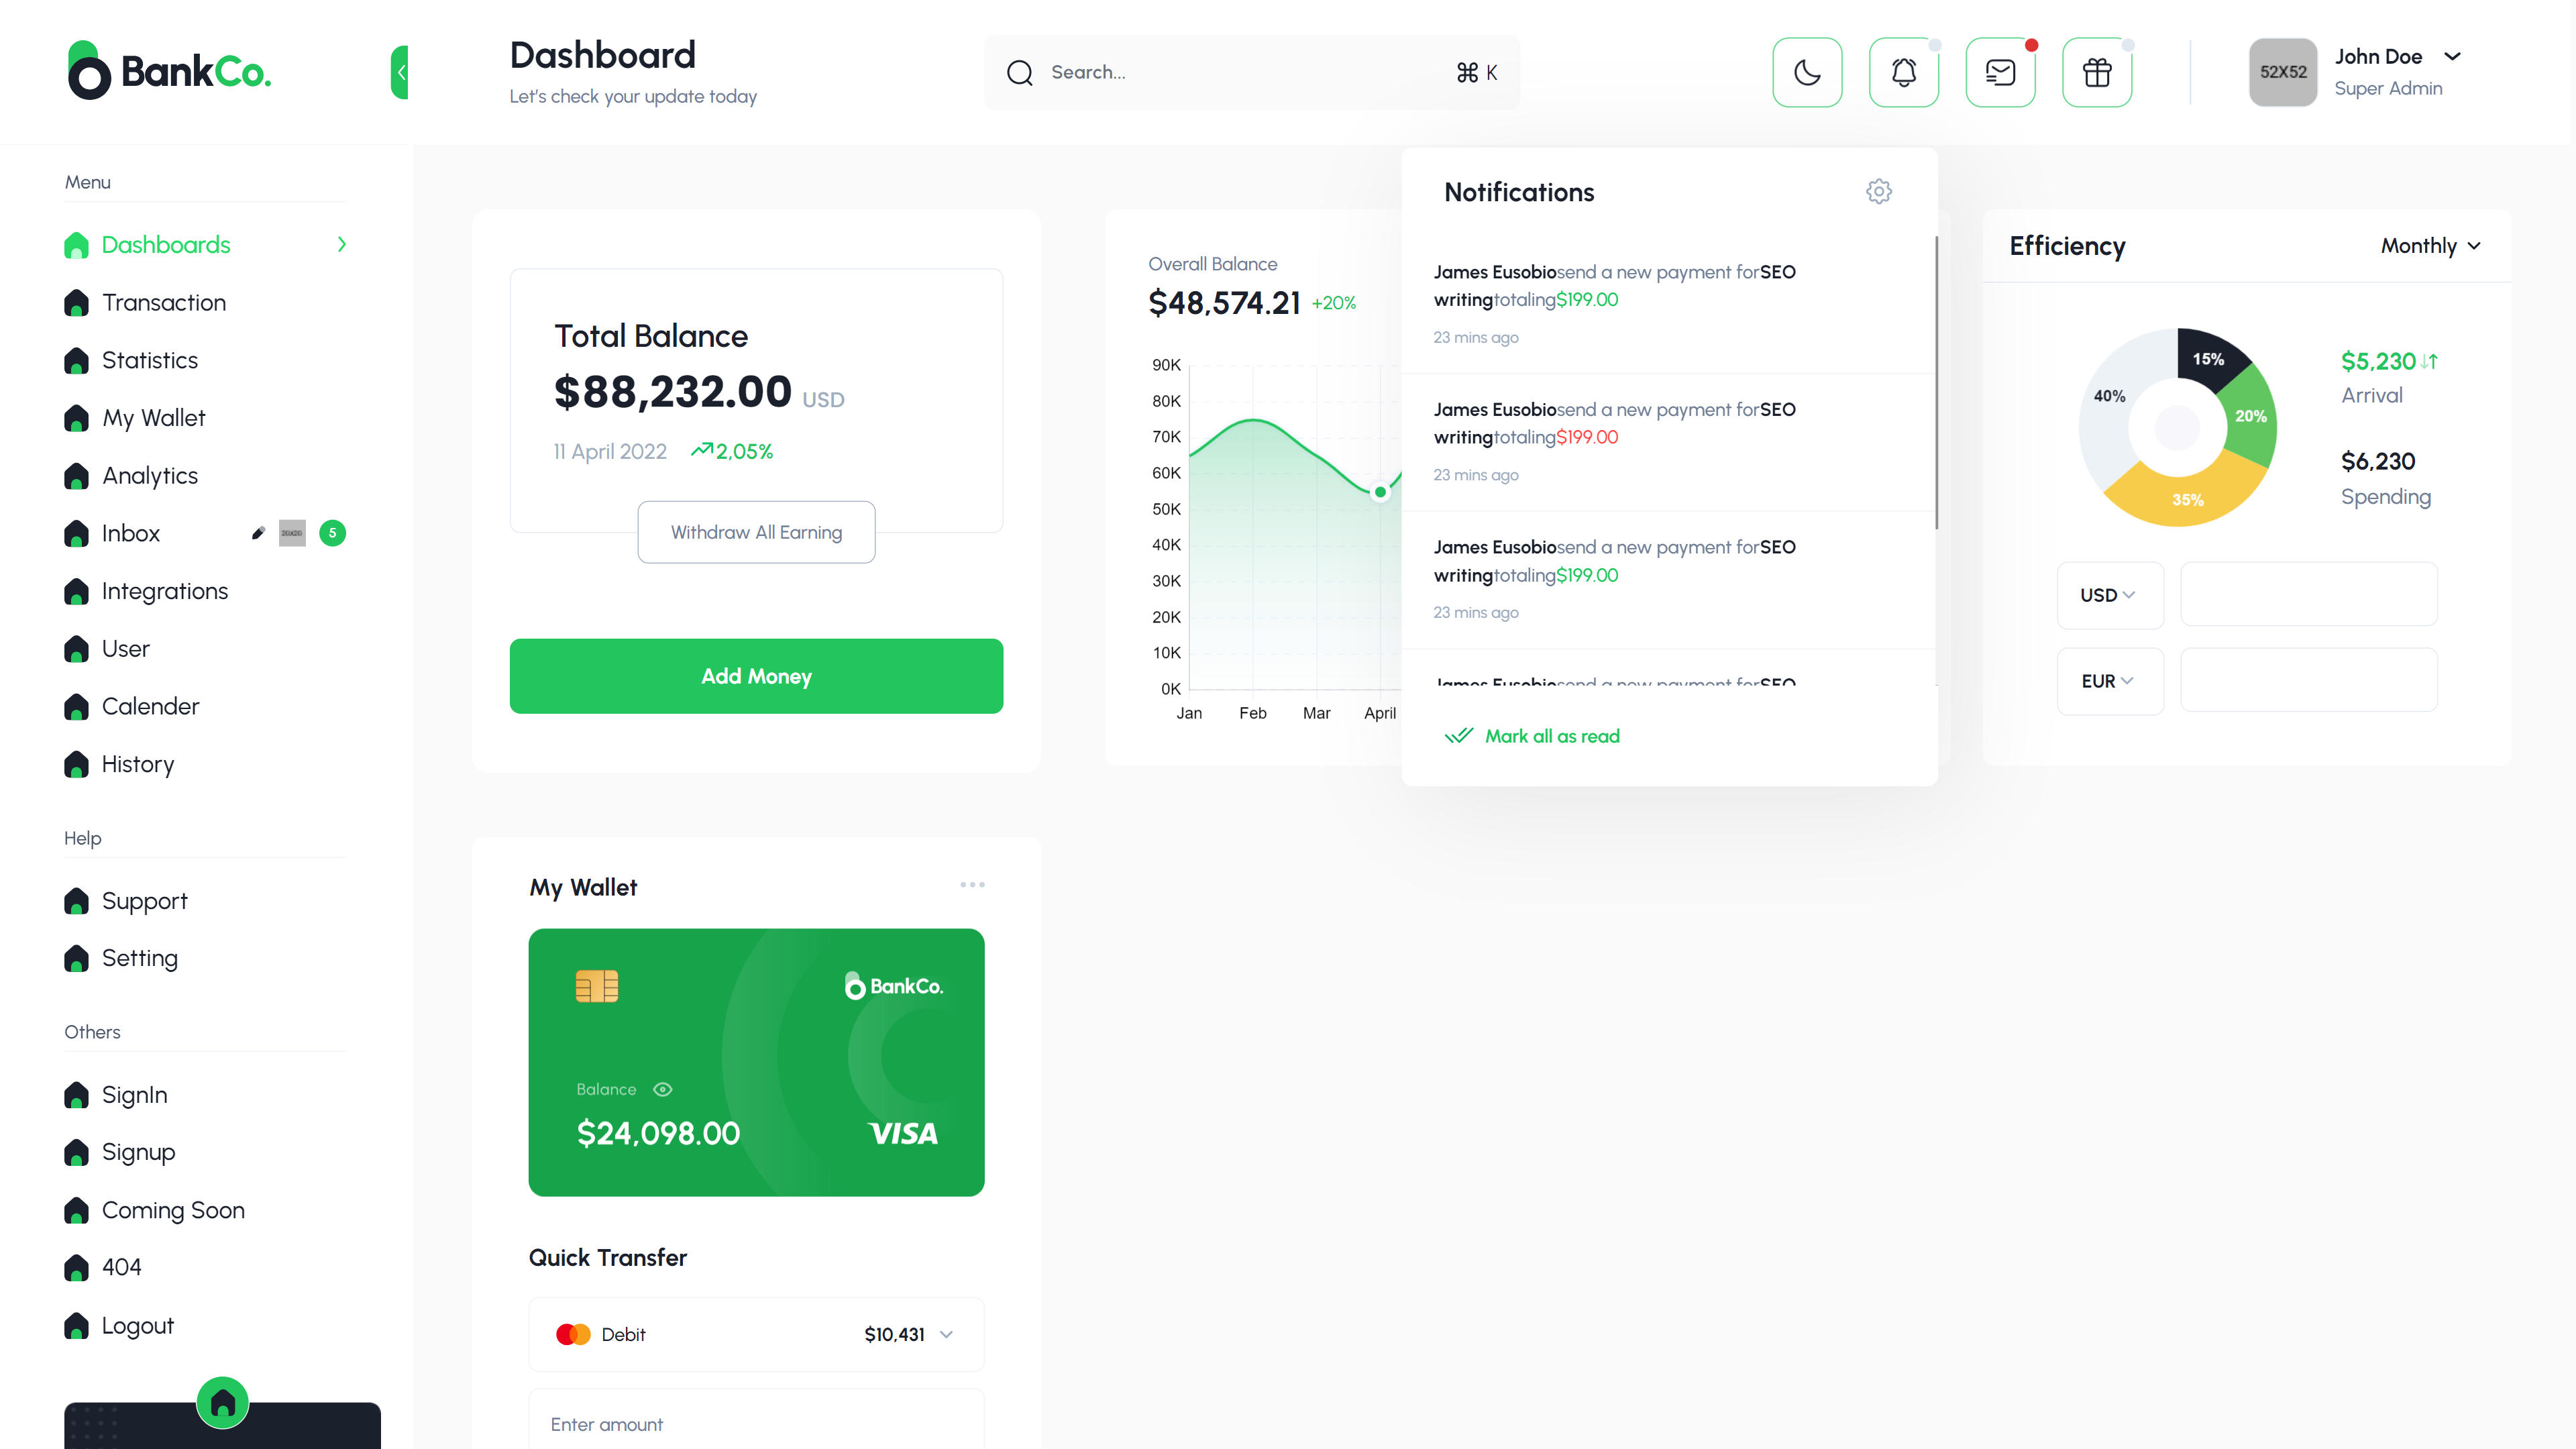 BankCo.
Dashboard
Let's check your update today
Search...
⌘ K
52X52
John Doe
Super Admin
Menu
Dashboards
Transaction
Statistics
My Wallet
Analytics
Inbox
5
Integrations
User
Calender
History
Help
Support
Setting
Others
SignIn
Signup
Coming Soon
404
Logout
Total Balance
$88,232.00 USD
11 April 2022 2,05%
Withdraw All Earning
Add Money
Overall Balance
$48,574.21 +20%
90K
80K
70K
60K
50K
40K
30K
20K
10K
0K
Jan Feb Mar April
Notifications
James Eusobiosend a new payment forSEO
writingtotaling$199.00
23 mins ago
James Eusobiosend a new payment forSEO
writingtotaling$199.00
23 mins ago
James Eusobiosend a new payment forSEO
writingtotaling$199.00
23 mins ago
James Eusobiosend a new payment forSEO
Mark all as read
Efficiency
Monthly
15%
20%
35%
40%
$5,230
Arrival
$6,230
Spending
USD
EUR
My Wallet
BankCo.
Balance
$24,098.00
VISA
Quick Transfer
Debit $10,431
Enter amount